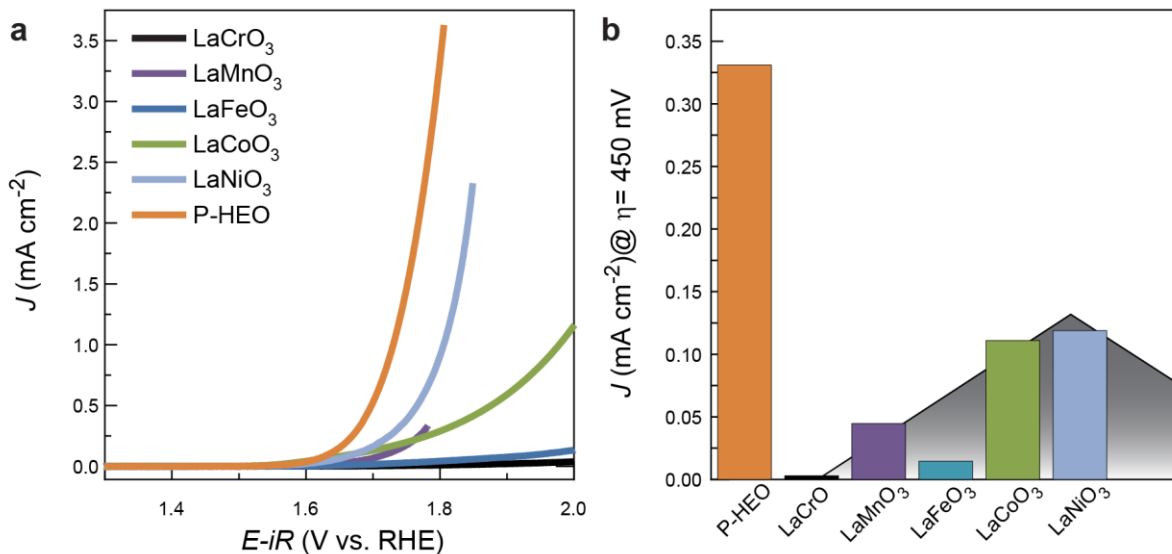 a
3.5
3.0
2.5
2.0
1.5
1.0
0.5
0.0
J (mA cm⁻²)
LaCrO₃
LaMnO₃
LaFeO₃
LaCoO₃
LaNiO₃
P-HEO
1.4 1.6 1.8 2.0
E-iR (V vs. RHE)
b
0.35
0.30
0.25
0.20
0.15
0.10
0.05
0.00
J (mA cm⁻²)@ η= 450 mV
P-HEO
LaCrO
LaMnO₃
LaFeO₃
LaCoO₃
LaNiO₃